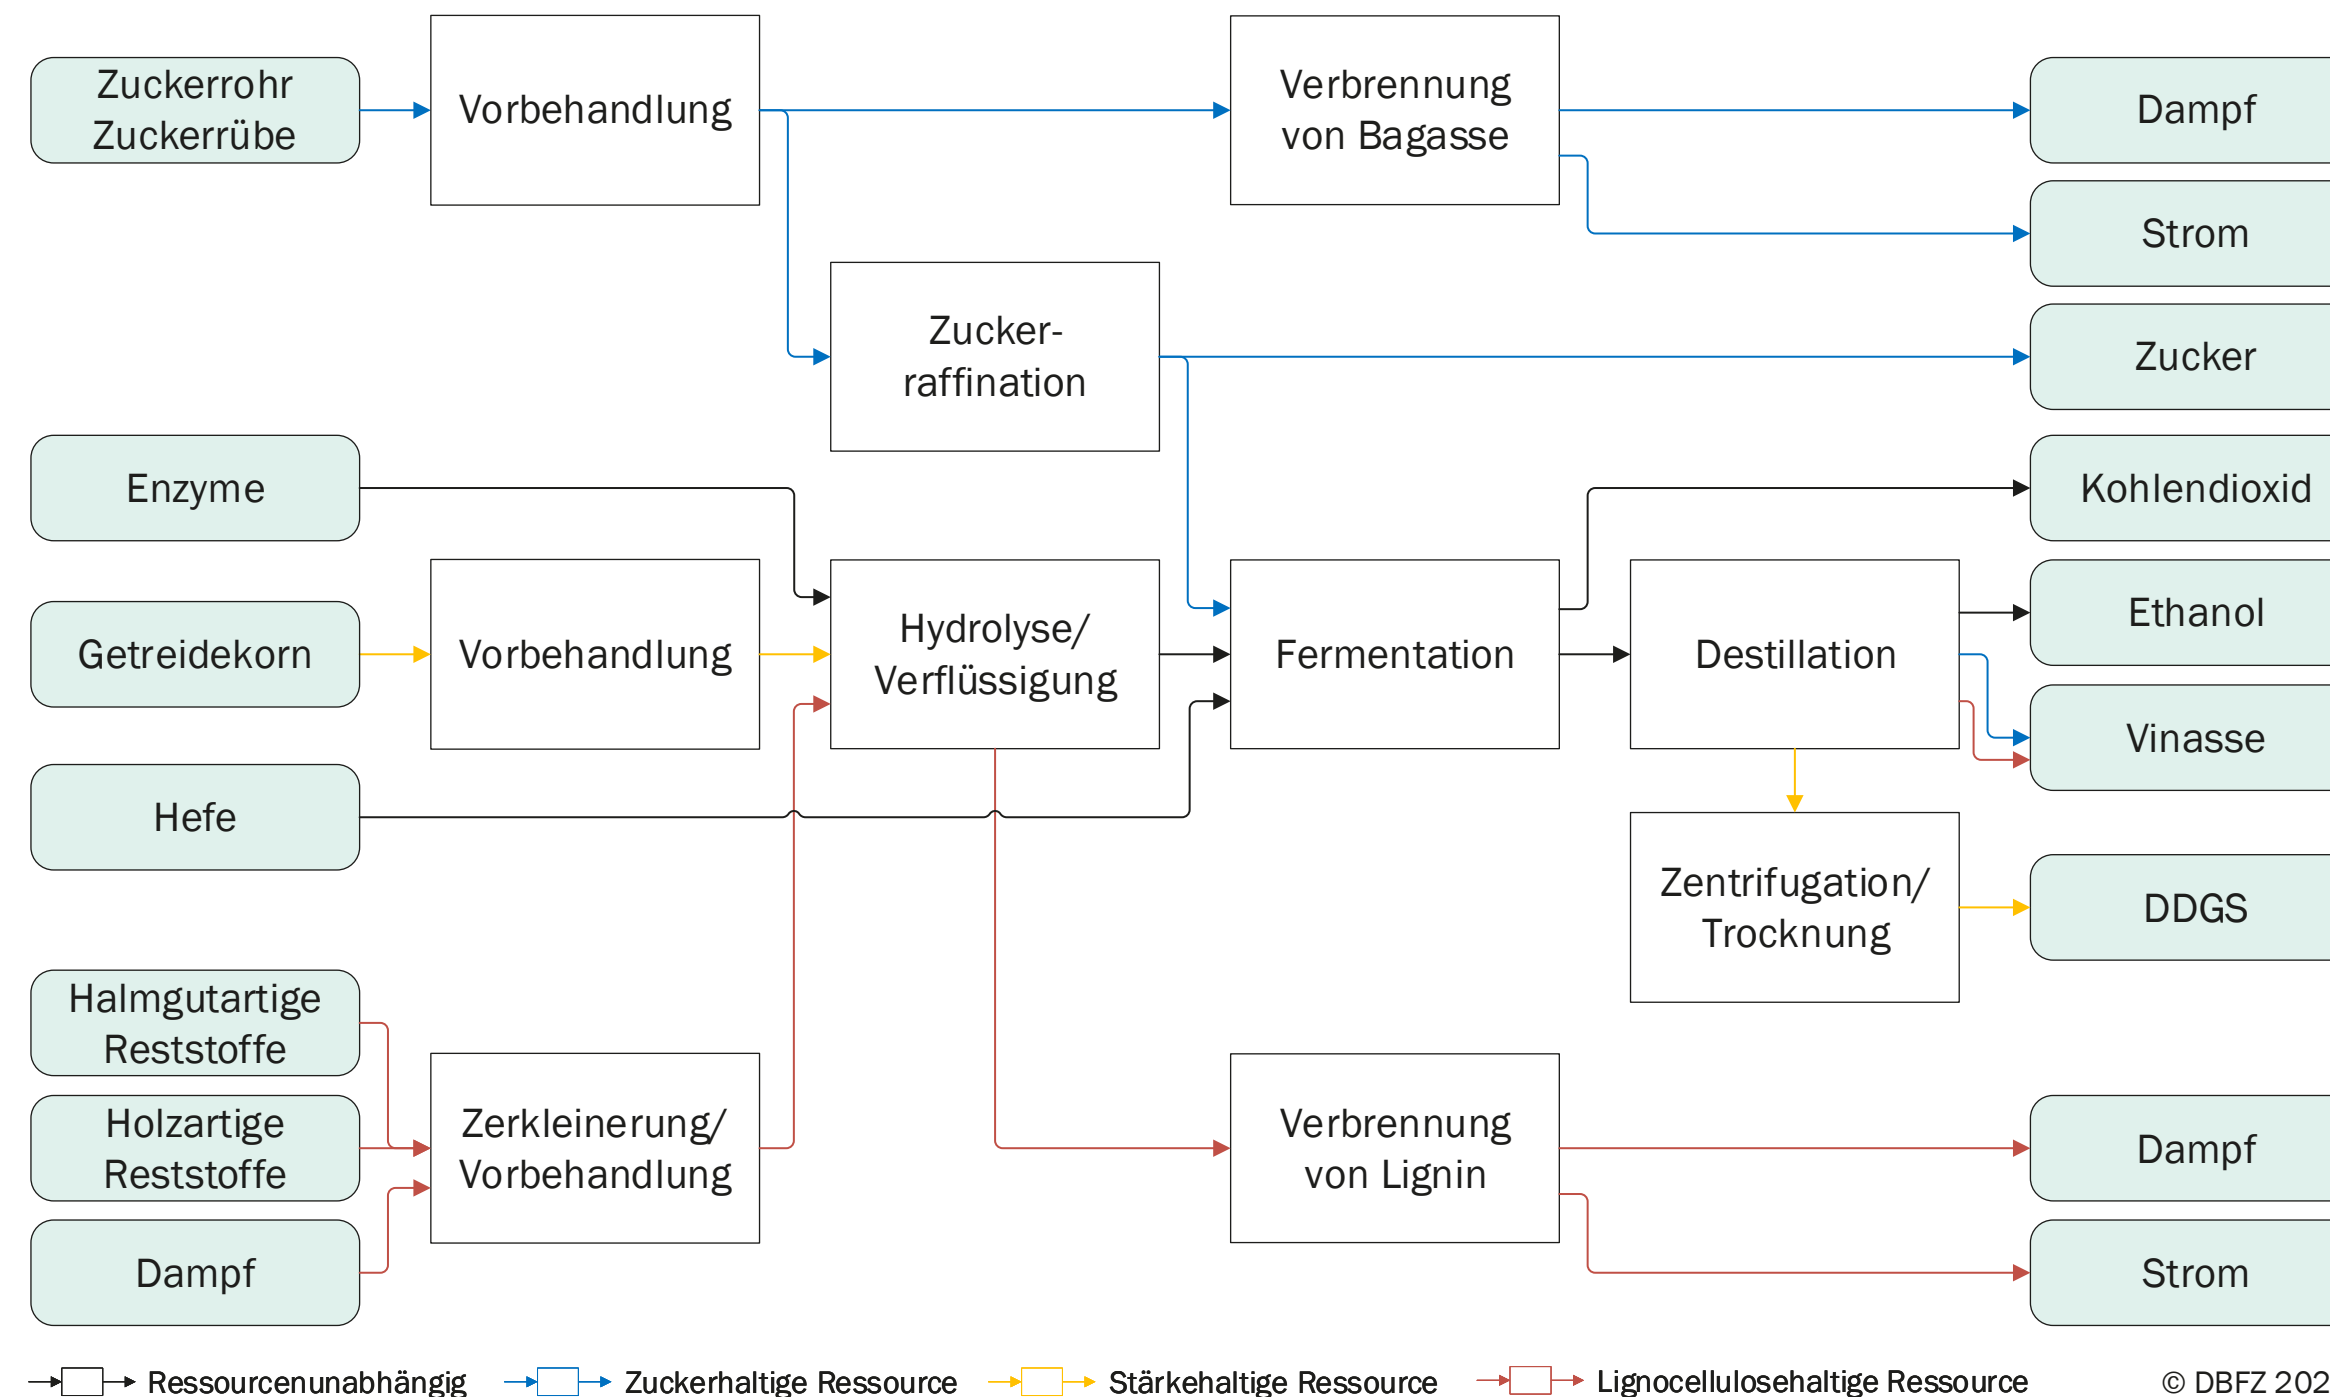 Zuckerrohr
Zuckerrübe
Vorbehandlung
Verbrennung
von Bagasse
Dampf
Strom
Zucker-
raffination
Zucker
Enzyme
Kohlendioxid
Getreidekorn
Vorbehandlung
Hydrolyse/
Verflüssigung
Fermentation
Destillation
Ethanol
Vinasse
Hefe
Zentrifugation/
Trocknung
DDGS
Halmgutartige
Reststoffe
Holzartige
Reststoffe
Dampf
Zerkleinerung/
Vorbehandlung
Verbrennung
von Lignin
Dampf
Strom
Ressourcenunabhängig
Zuckerhaltige Ressource
Stärkehaltige Ressource
Lignocellulosehaltige Ressource
© DBFZ 202